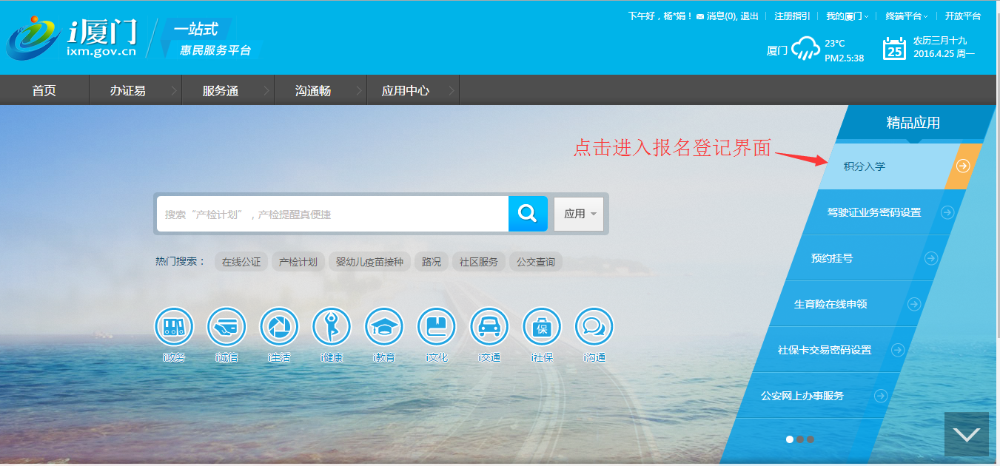 i厦门
ixm.gov.cn
一站式
惠民服务平台
下午好，杨*娟！ 消息(0), 退出 注册指引 我的厦门 终端平台 开放平台
厦门
23°C
PM2.5:38
25
农历三月十九
2016.4.25 周一
首页 办证易 服务通 沟通畅 应用中心
精品应用
点击进入报名登记界面
积分入学
驾驶证业务密码设置
预约挂号
生育险在线申领
社保卡交易密码设置
公安网上办事服务
搜索“产检计划”，产检提醒真便捷
应用
热门搜索： 在线公证 产检计划 婴幼儿疫苗接种 路况 社区服务 公交查询
保
i政务 i诚信 i生活 i健康 i教育 i文化 i交通 i社保 i沟通